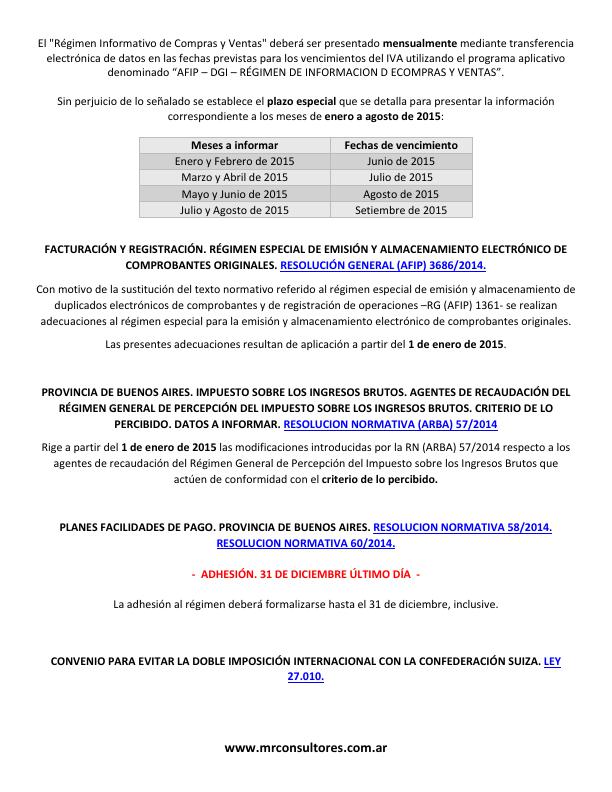 El "Régimen Informativo de Compras y Ventas" deberá ser presentado mensualmente mediante transferencia
electrónica de datos en las fechas previstas para los vencimientos del IVA utilizando el programa aplicativo
denominado “AFIP – DGI – RÉGIMEN DE INFORMACION D ECOMPRAS Y VENTAS”.
Sin perjuicio de lo señalado se establece el plazo especial que se detalla para presentar la información
correspondiente a los meses de enero a agosto de 2015:
Meses a informar Fechas de vencimiento
Enero y Febrero de 2015 Junio de 2015
Marzo y Abril de 2015 Julio de 2015
Mayo y Junio de 2015 Agosto de 2015
Julio y Agosto de 2015 Setiembre de 2015
FACTURACIÓN Y REGISTRACIÓN. RÉGIMEN ESPECIAL DE EMISIÓN Y ALMACENAMIENTO ELECTRÓNICO DE
COMPROBANTES ORIGINALES. RESOLUCIÓN GENERAL (AFIP) 3686/2014.
Con motivo de la sustitución del texto normativo referido al régimen especial de emisión y almacenamiento de
duplicados electrónicos de comprobantes y de registración de operaciones –RG (AFIP) 1361- se realizan
adecuaciones al régimen especial para la emisión y almacenamiento electrónico de comprobantes originales.
Las presentes adecuaciones resultan de aplicación a partir del 1 de enero de 2015.
PROVINCIA DE BUENOS AIRES. IMPUESTO SOBRE LOS INGRESOS BRUTOS. AGENTES DE RECAUDACIÓN DEL
RÉGIMEN GENERAL DE PERCEPCIÓN DEL IMPUESTO SOBRE LOS INGRESOS BRUTOS. CRITERIO DE LO
PERCIBIDO. DATOS A INFORMAR. RESOLUCION NORMATIVA (ARBA) 57/2014
Rige a partir del 1 de enero de 2015 las modificaciones introducidas por la RN (ARBA) 57/2014 respecto a los
agentes de recaudación del Régimen General de Percepción del Impuesto sobre los Ingresos Brutos que
actúen de conformidad con el criterio de lo percibido.
PLANES FACILIDADES DE PAGO. PROVINCIA DE BUENOS AIRES. RESOLUCION NORMATIVA 58/2014.
RESOLUCION NORMATIVA 60/2014.
- ADHESIÓN. 31 DE DICIEMBRE ÚLTIMO DÍA -
La adhesión al régimen deberá formalizarse hasta el 31 de diciembre, inclusive.
CONVENIO PARA EVITAR LA DOBLE IMPOSICIÓN INTERNACIONAL CON LA CONFEDERACIÓN SUIZA. LEY
27.010.
www.mrconsultores.com.ar